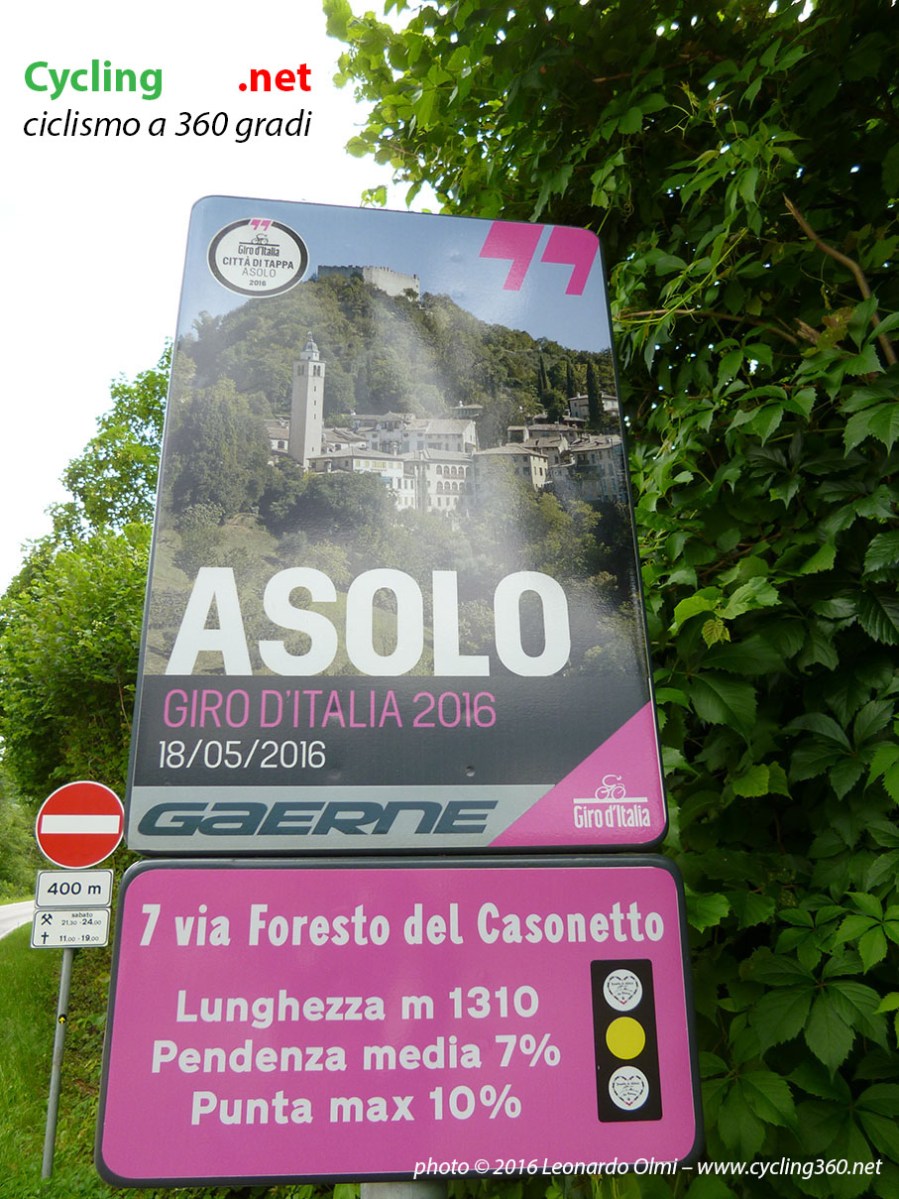 Cycling .net
ciclismo a 360 gradi
Giro d'Italia
CITTÀ DI TAPPA
ASOLO
2016
ASOLO
GIRO D'ITALIA 2016
18/05/2016
GAERNE
Giro d'Italia
400 m
sabato
21.30 - 24.00
11.00 - 19.00
7 via Foresto del Casonetto
Lunghezza m 1310
Pendenza media 7%
Punta max 10%
photo © 2016 Leonardo Olmi – www.cycling360.net